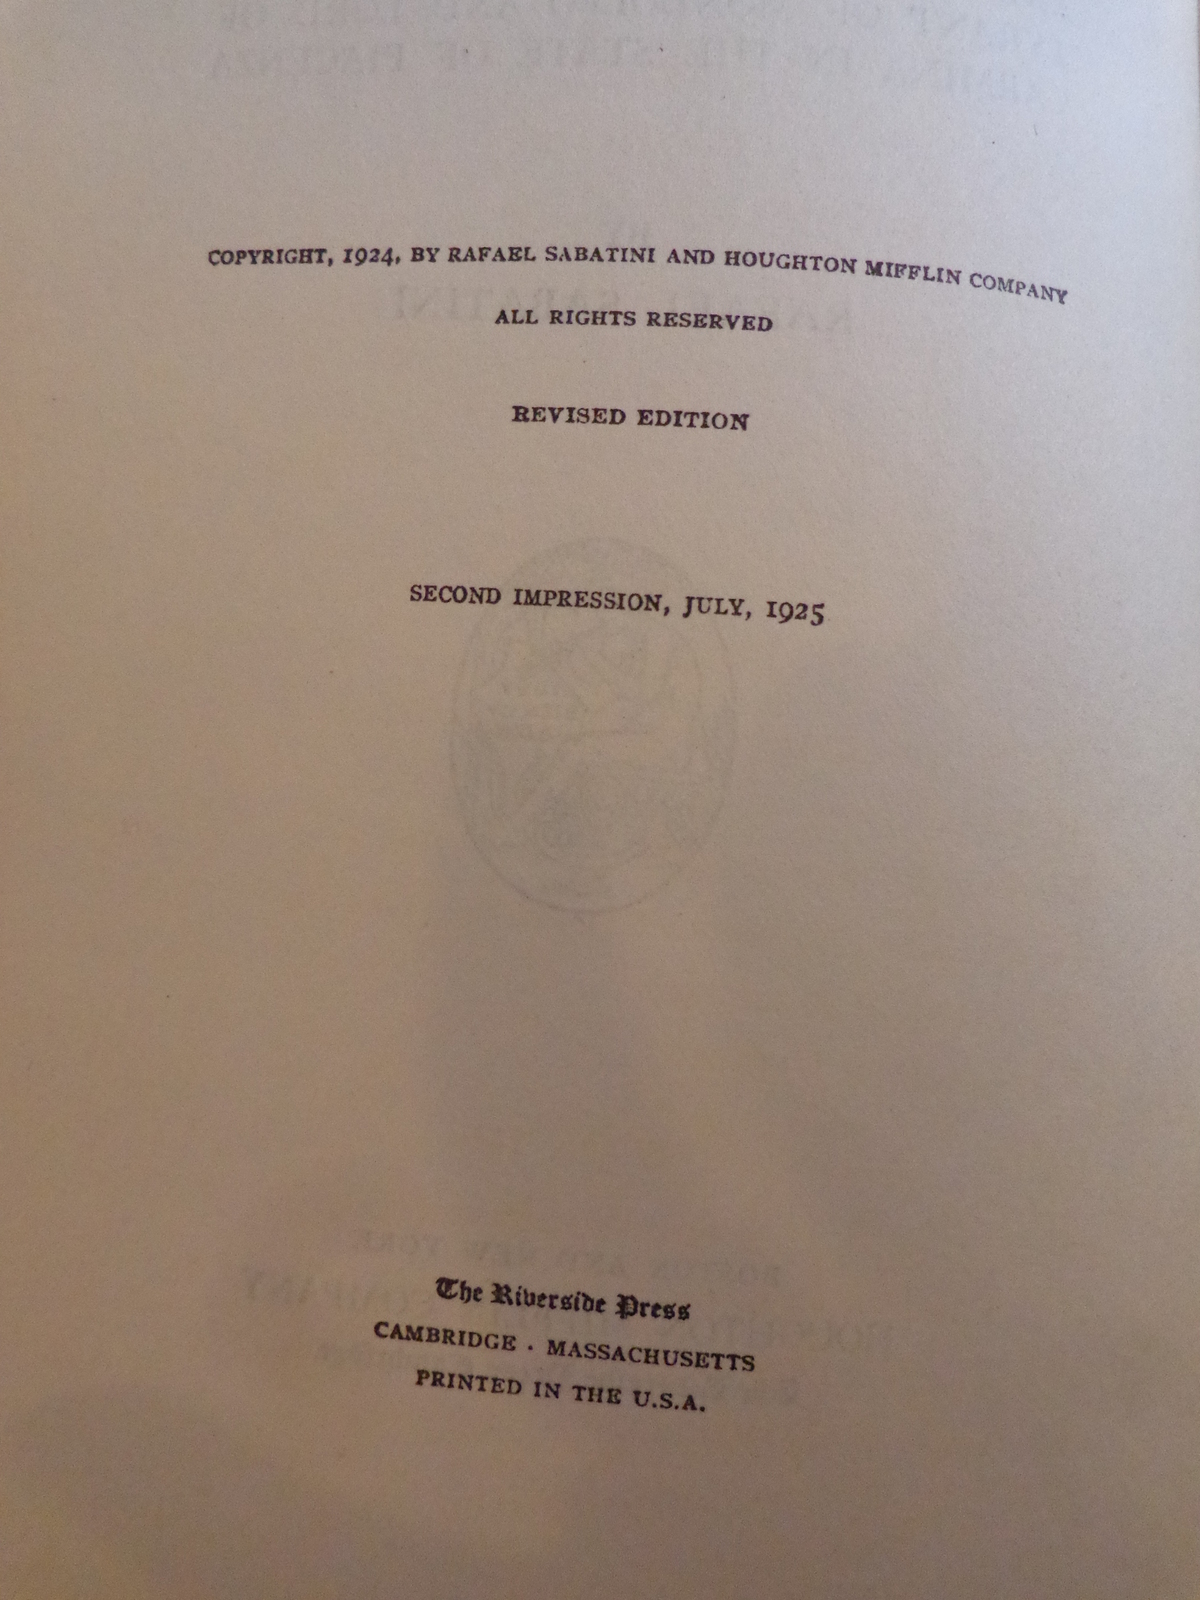 COPYRIGHT, 1924, BY RAFAEL SABATINI AND HOUGHTON MIFFLIN COMPANY
ALL RIGHTS RESERVED
REVISED EDITION
SECOND IMPRESSION, JULY, 1925
The Riverside Press
CAMBRIDGE · MASSACHUSETTS
PRINTED IN THE U.S.A.